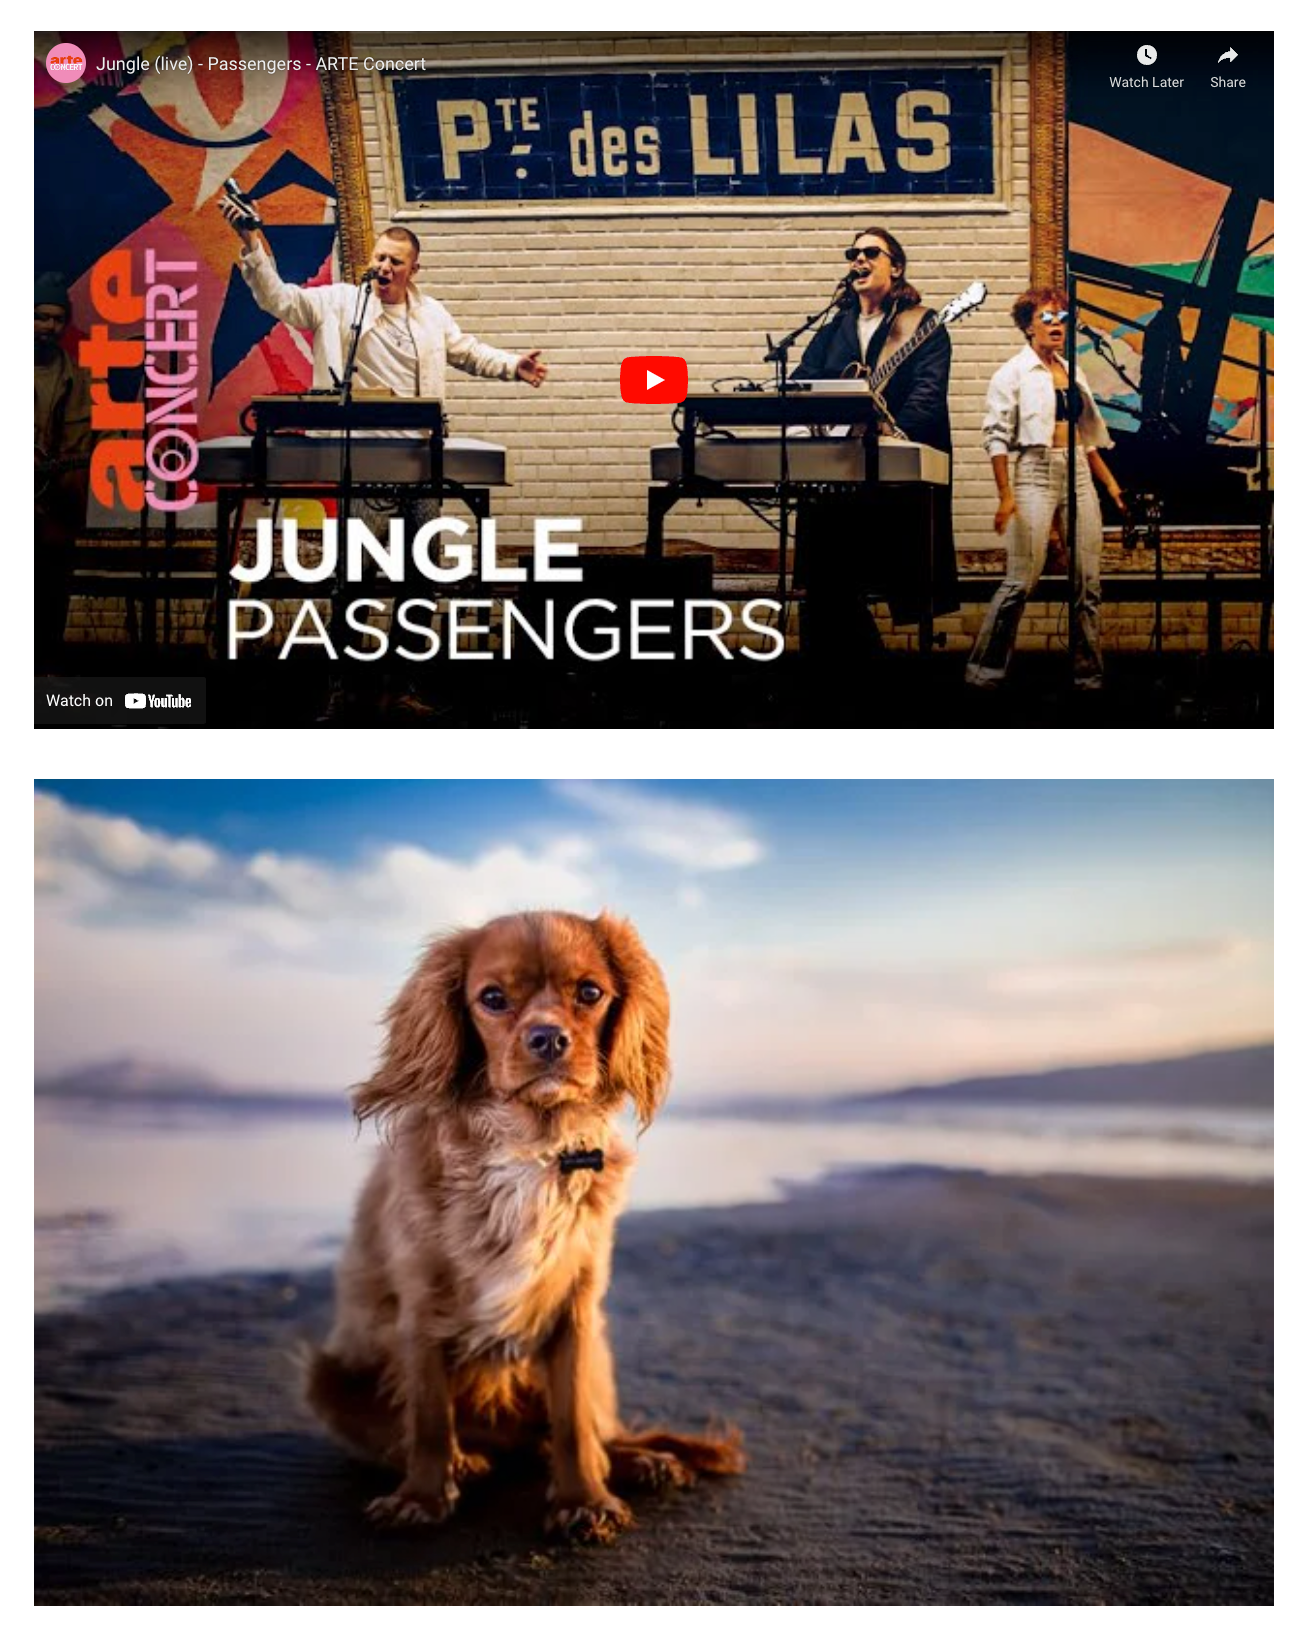 arte
CONCERT
Jungle (live) - Passengers - ARTE Concert
Watch Later
Share
PTE des LILAS
arte
CONCERT
JUNGLE
PASSENGERS
Watch on YouTube